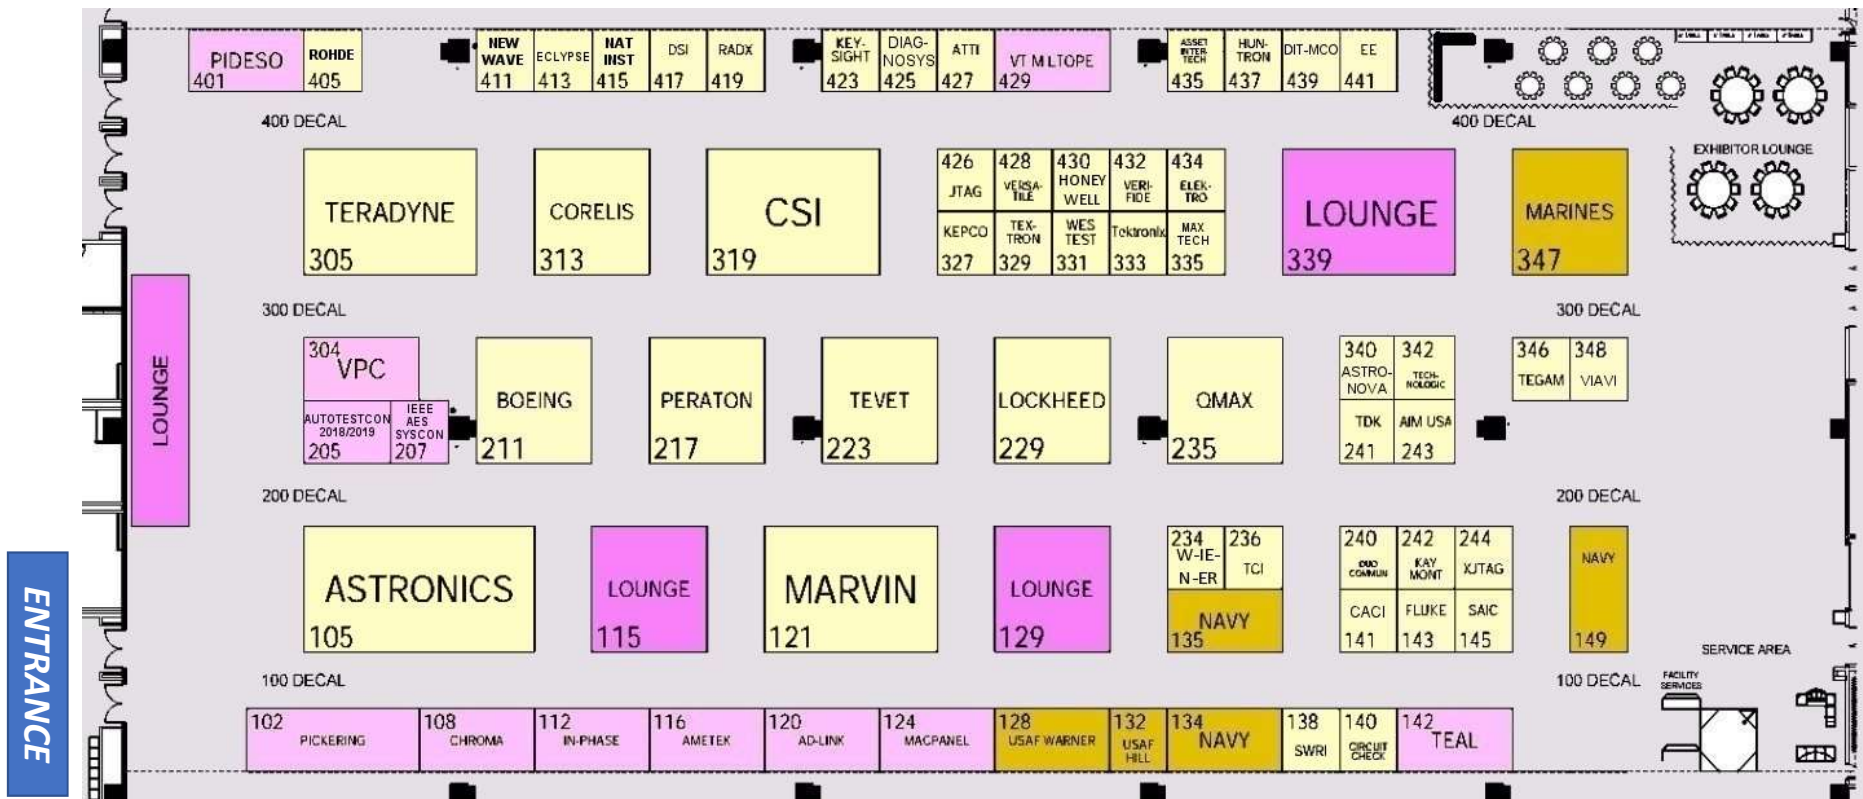 PIDESO
401
ROHDE
405
NEW
WAVE
411
ECLYPSE
413
NAT
INST
415
DSI
417
RADX
419
KEY-
SIGHT
423
DIAG-
NOSYS
425
ATTI
427
VT MILTOPE
429
ASSET
INTER-
TECH
435
HUN-
TRON
437
DIT-MCO
439
EE
441
400 DECAL
400 DECAL
EXHIBITOR LOUNGE
TERADYNE
305
CORELIS
313
CSI
319
426
JTAG
428
VERSA-
TILE
430
HONEY
WELL
432
VERI-
FIDE
434
ELEK-
TRO
KEPCO
327
TEX-
TRON
329
WES
TEST
331
Tektronix
333
MAX
TECH
335
LOUNGE
339
MARINES
347
300 DECAL
300 DECAL
LOUNGE
304
VPC
AUTOTESTCON
2018/2019
205
IEEE
AES
SYSCON
207
BOEING
211
PERATON
217
TEVET
223
LOCKHEED
229
QMAX
235
340
ASTRO-
NOVA
342
TECH-
NOLOGIC
TDK
241
AIM USA
243
346
TEGAM
348
VIAVI
200 DECAL
200 DECAL
ASTRONICS
105
LOUNGE
115
MARVIN
121
LOUNGE
129
234
W-IE-
N-ER
236
TCI
NAVY
135
240
DUO
COMMUN
242
KAY
MONT
244
XJTAG
CACI
141
FLUKE
143
SAIC
145
NAVY
149
SERVICE AREA
ENTRANCE
100 DECAL
100 DECAL
FACILITY
SERVICES
102
PICKERING
108
CHROMA
112
IN-PHASE
116
AMETEK
120
AD-LINK
124
MACPANEL
128
USAF WARNER
132
USAF
HILL
134
NAVY
138
SWRI
140
CIRCUIT
CHECK
142
TEAL